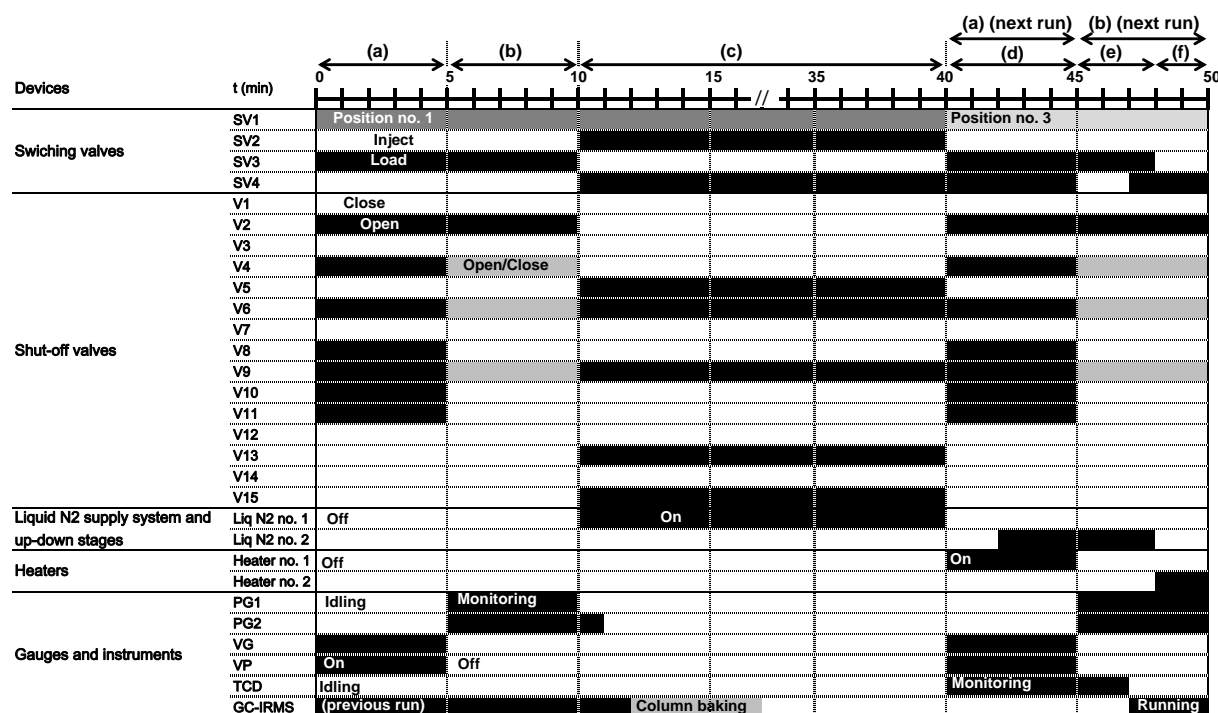 (a) (next run) (b) (next run)
(a) (b) (c) (d) (e) (f)
Devices t (min) 0 5 10 15 // 35 40 45 50
Swiching valves
SV1 Position no. 1 Position no. 3
SV2 Inject
SV3 Load
SV4
Shut-off valves
V1 Close
V2 Open
V3
V4 Open/Close
V5
V6
V7
V8
V9
V10
V11
V12
V13
V14
V15
Liquid N2 supply system and
up-down stages
Liq N2 no. 1 Off On
Liq N2 no. 2
Heaters
Heater no. 1 Off On
Heater no. 2
Gauges and instruments
PG1 Idling Monitoring
PG2
VG
VP On Off
TCD Idling Monitoring
GC-IRMS (previous run) Column baking Running